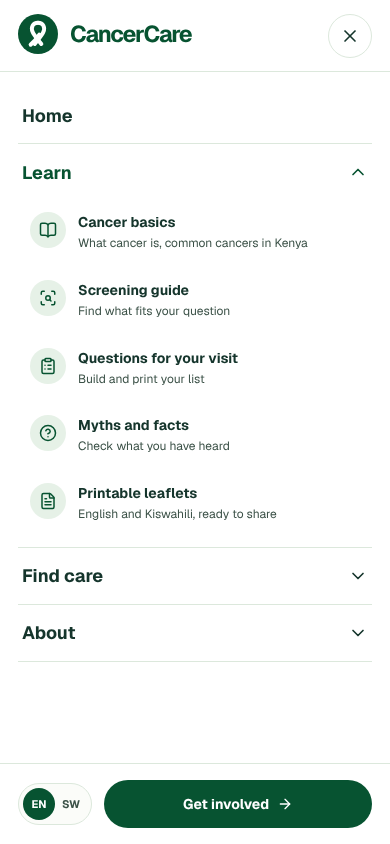 CancerCare
Home
Learn
Cancer basics
What cancer is, common cancers in Kenya
Screening guide
Find what fits your question
Questions for your visit
Build and print your list
Myths and facts
Check what you have heard
Printable leaflets
English and Kiswahili, ready to share
Find care
About
EN SW
Get involved